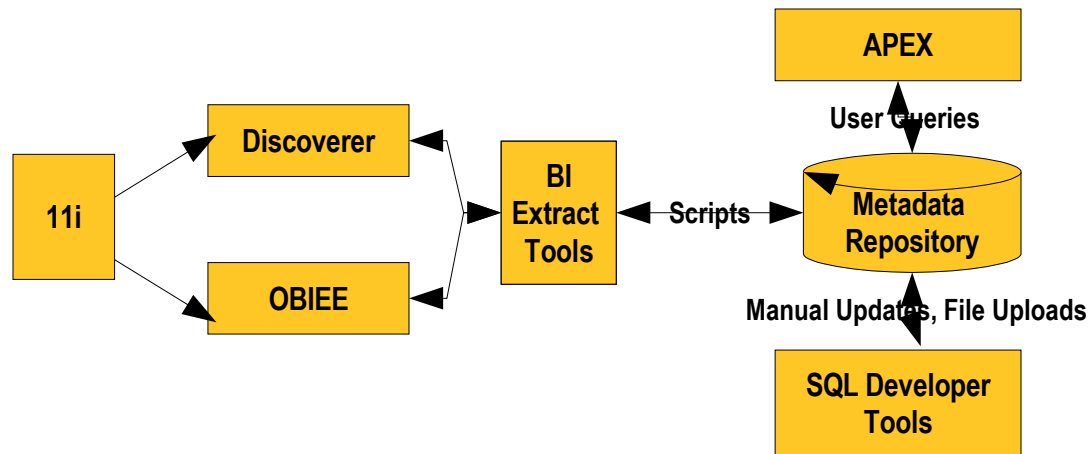 11i
Discoverer
OBIEE
BI
Extract
Tools
Scripts
APEX
User Queries
Metadata
Repository
Manual Updates, File Uploads
SQL Developer
Tools